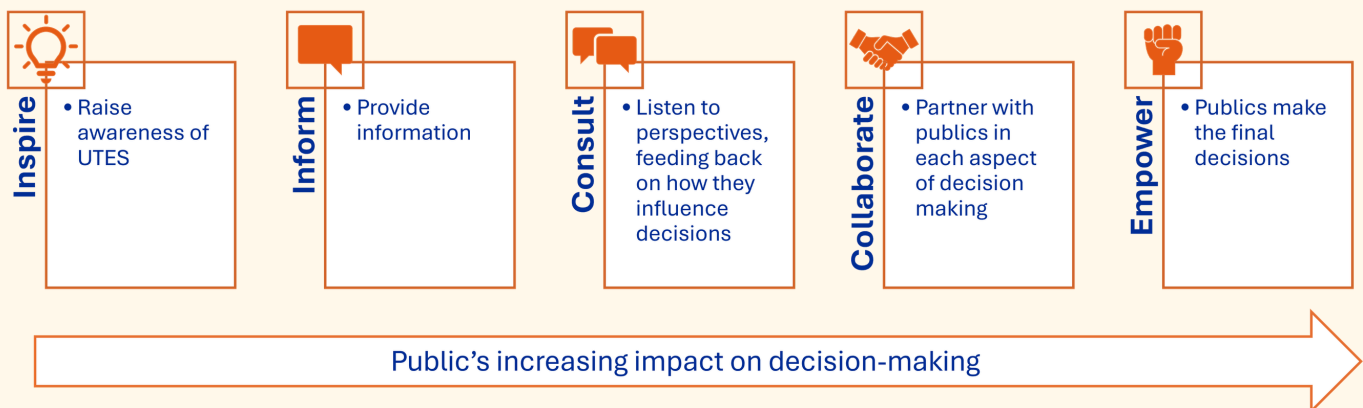 Inspire
• Raise
awareness of
UTES
Inform
• Provide
information
Consult
• Listen to
perspectives,
feeding back
on how they
influence
decisions
Collaborate
• Partner with
publics in
each aspect
of decision
making
Empower
• Publics make
the final
decisions
Public's increasing impact on decision-making